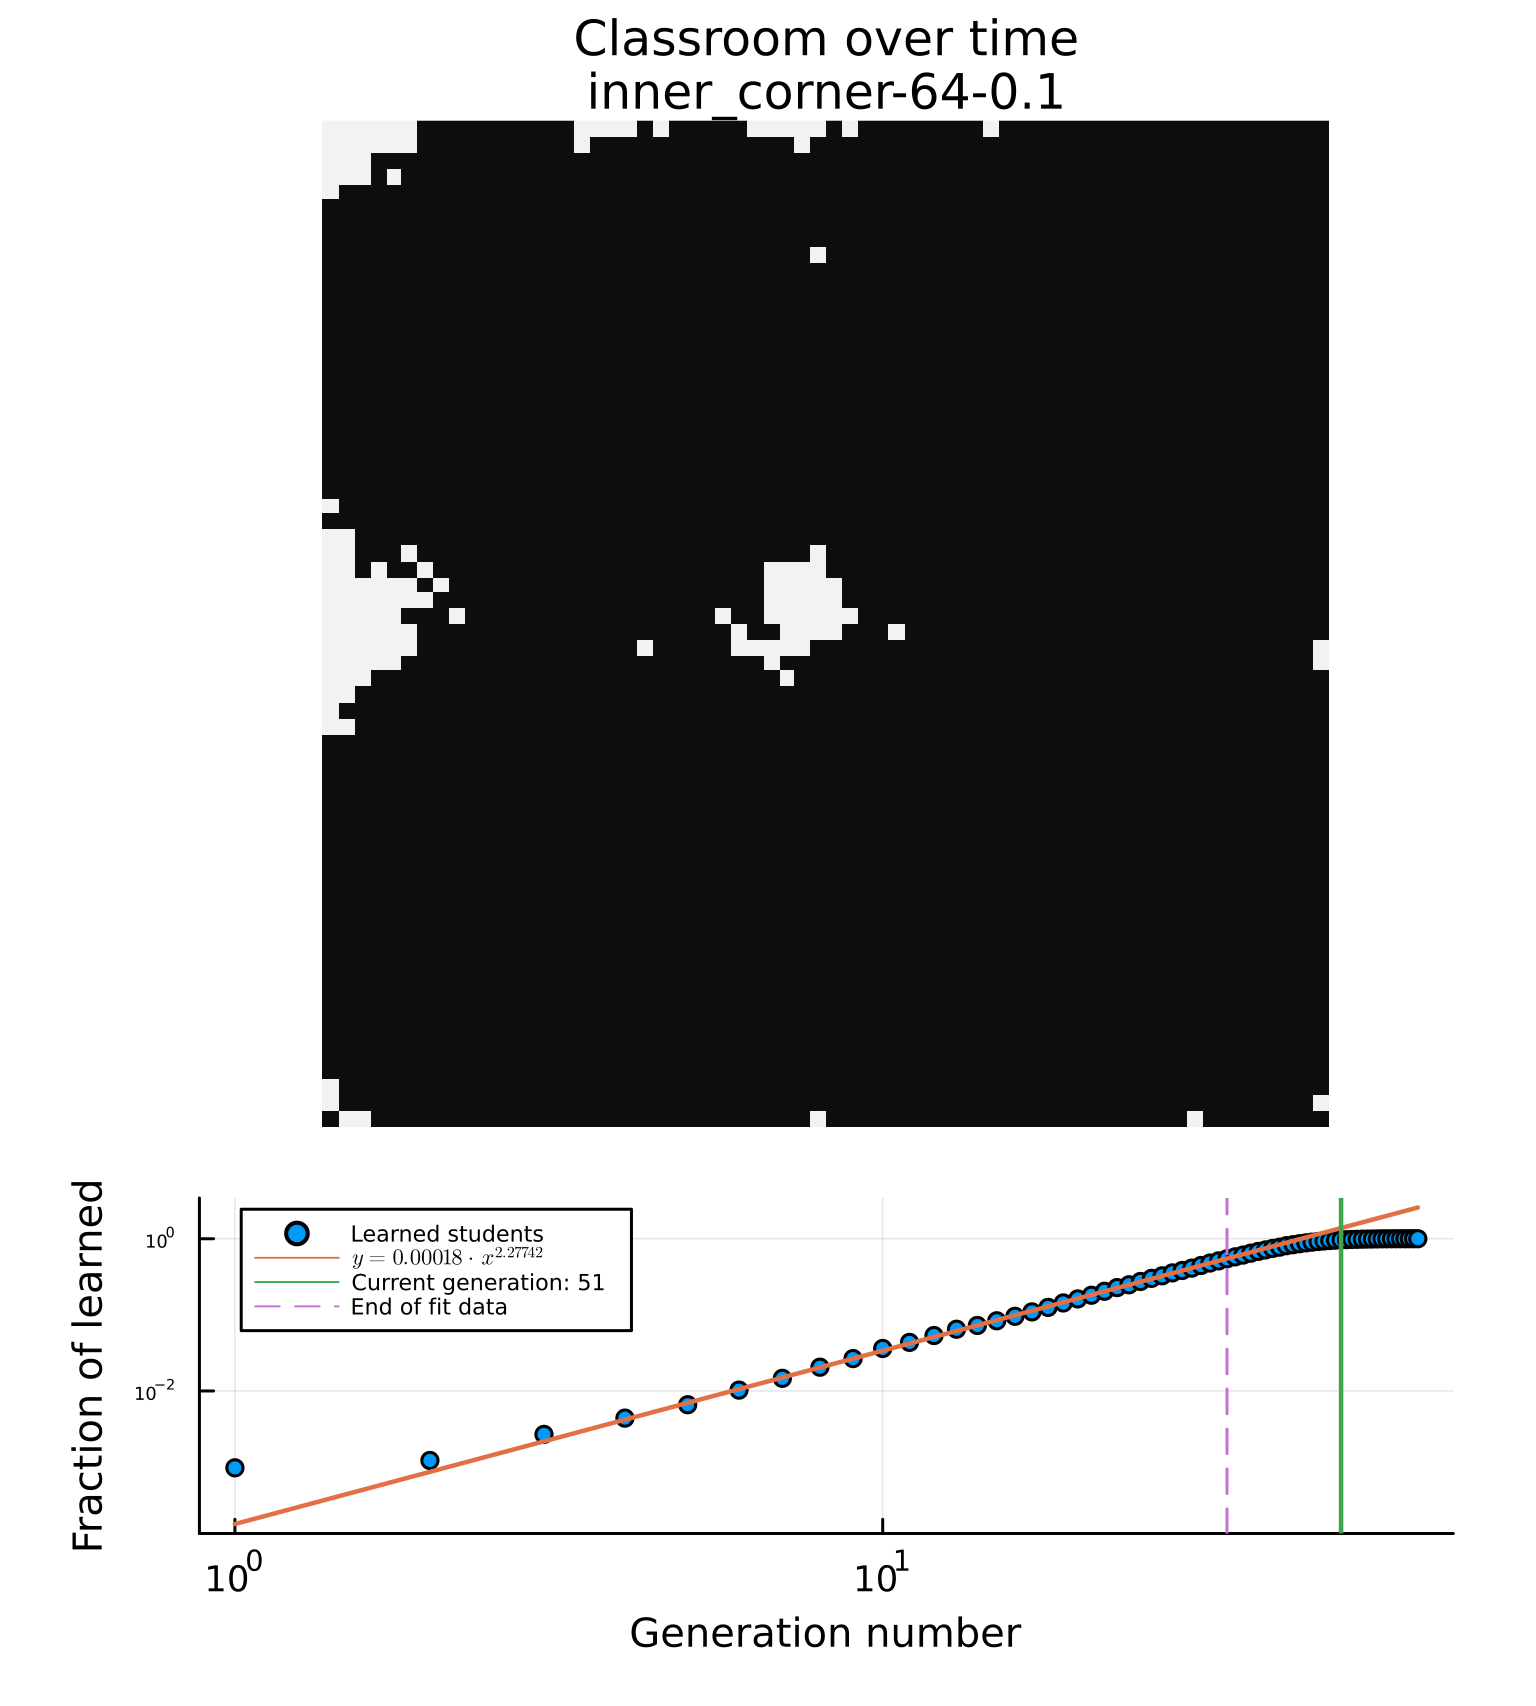 Classroom over time
inner_corner-64-0.1
Fraction of learned
10^0
10^-2
Learned students
y = 0.00018 · x^2.27742
Current generation: 51
End of fit data
10^0
10^1
Generation number